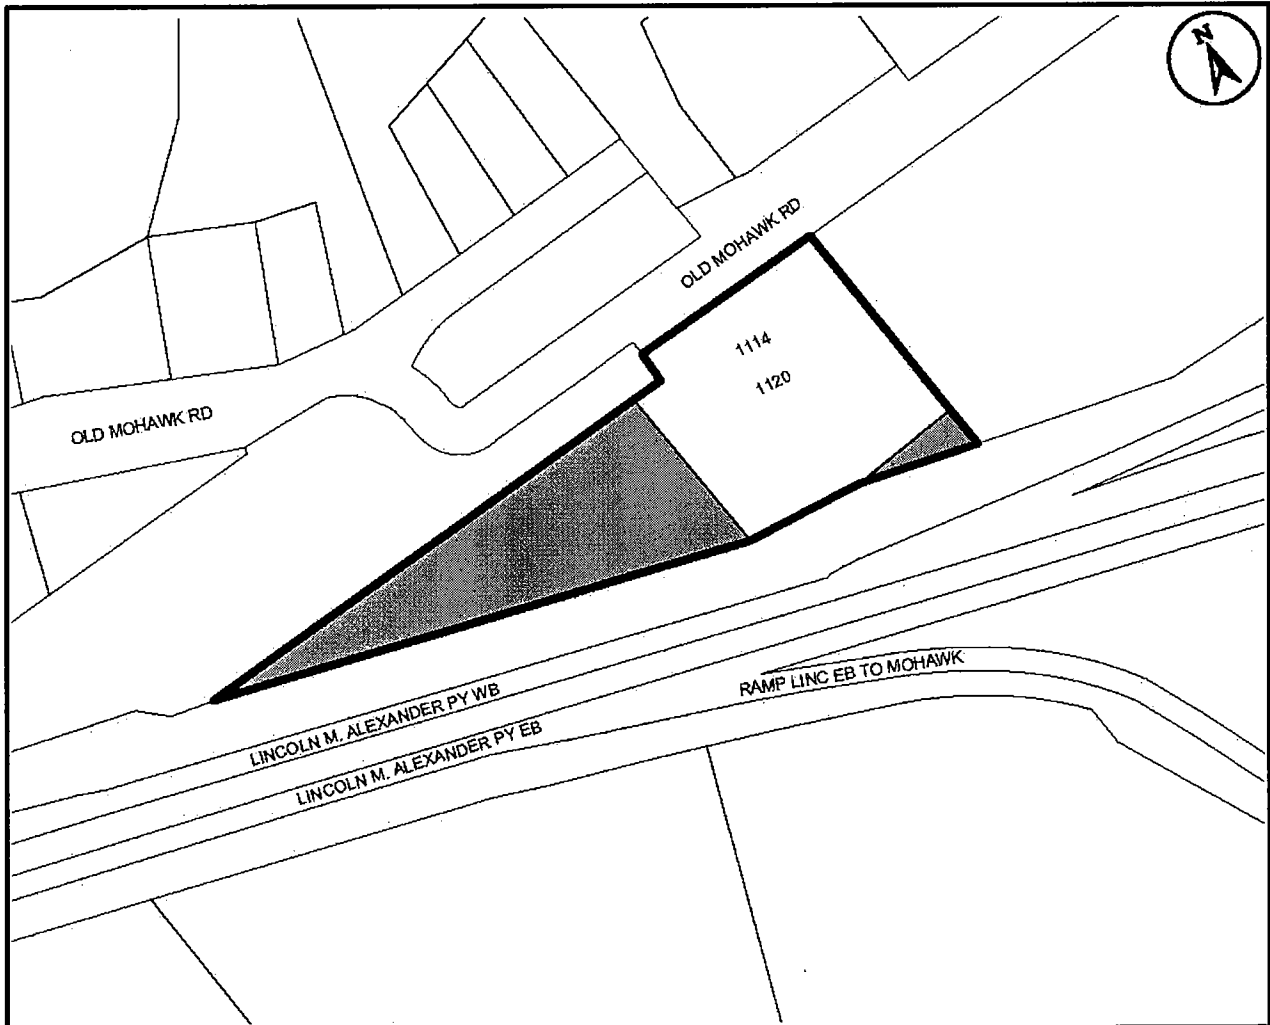 N
OLD MOHAWK RD
1114
1120
OLD MOHAWK RD
RAMP LINC EB TO MOHAWK
LINCOLN M. ALEXANDER PY WB
LINCOLN M. ALEXANDER PY EB